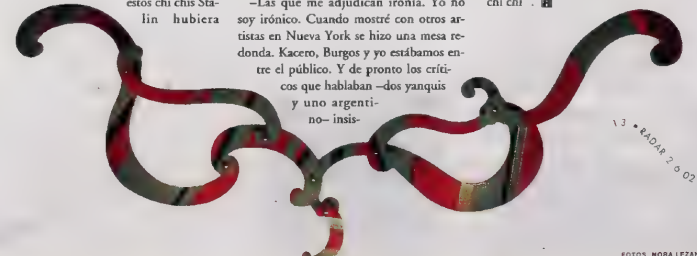 estos chi chis Sta-
lin hubiera
–Las que me adjudican ironía. Yo no
soy irónico. Cuando mostré con otros ar-
tistas en Nueva York se hizo una mesa re-
donda. Kacero, Burgos y yo estábamos en-
tre el público. Y de pronto los críti-
cos que hablaban –dos yanquis
y uno argenti-
no– insis-
chi chi .
13 • RADAR 2 6 02
FOTOS NORA LEZANO